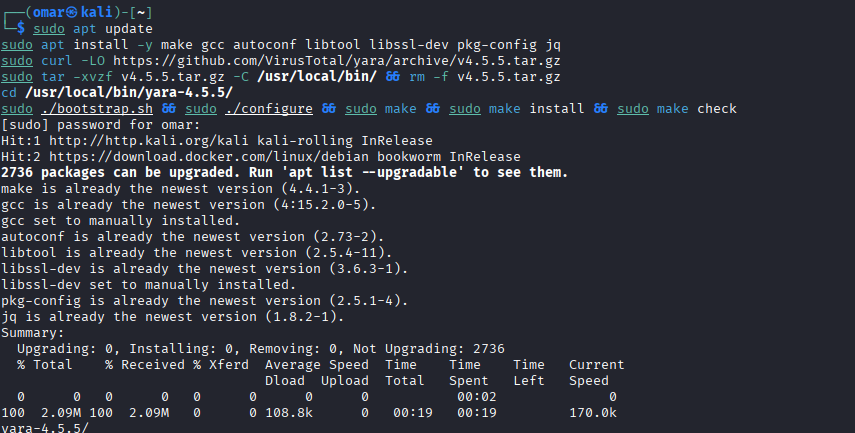 ┌──(omar㉿kali)-[~]
└─$ sudo apt update
sudo apt install -y make gcc autoconf libtool libssl-dev pkg-config jq
sudo curl -LO https://github.com/VirusTotal/yara/archive/v4.5.5.tar.gz
sudo tar -xvzf v4.5.5.tar.gz -C /usr/local/bin/ && rm -f v4.5.5.tar.gz
cd /usr/local/bin/yara-4.5.5/
sudo ./bootstrap.sh && sudo ./configure && sudo make && sudo make install && sudo make check
[sudo] password for omar:
Hit:1 http://http.kali.org/kali kali-rolling InRelease
Hit:2 https://download.docker.com/linux/debian bookworm InRelease
2736 packages can be upgraded. Run 'apt list --upgradable' to see them.
make is already the newest version (4.4.1-3).
gcc is already the newest version (4:15.2.0-5).
gcc set to manually installed.
autoconf is already the newest version (2.73-2).
libtool is already the newest version (2.5.4-11).
libssl-dev is already the newest version (3.6.3-1).
libssl-dev set to manually installed.
pkg-config is already the newest version (2.5.1-4).
jq is already the newest version (1.8.2-1).
Summary:
  Upgrading: 0, Installing: 0, Removing: 0, Not Upgrading: 2736
  % Total    % Received % Xferd  Average Speed  Time    Time    Time   Current
                                 Dload  Upload  Total   Spent   Left   Speed
  0      0   0      0   0      0      0      0          00:02              0
100  2.09M 100  2.09M   0      0 108.8k      0   00:19   00:19         170.0k
yara-4.5.5/